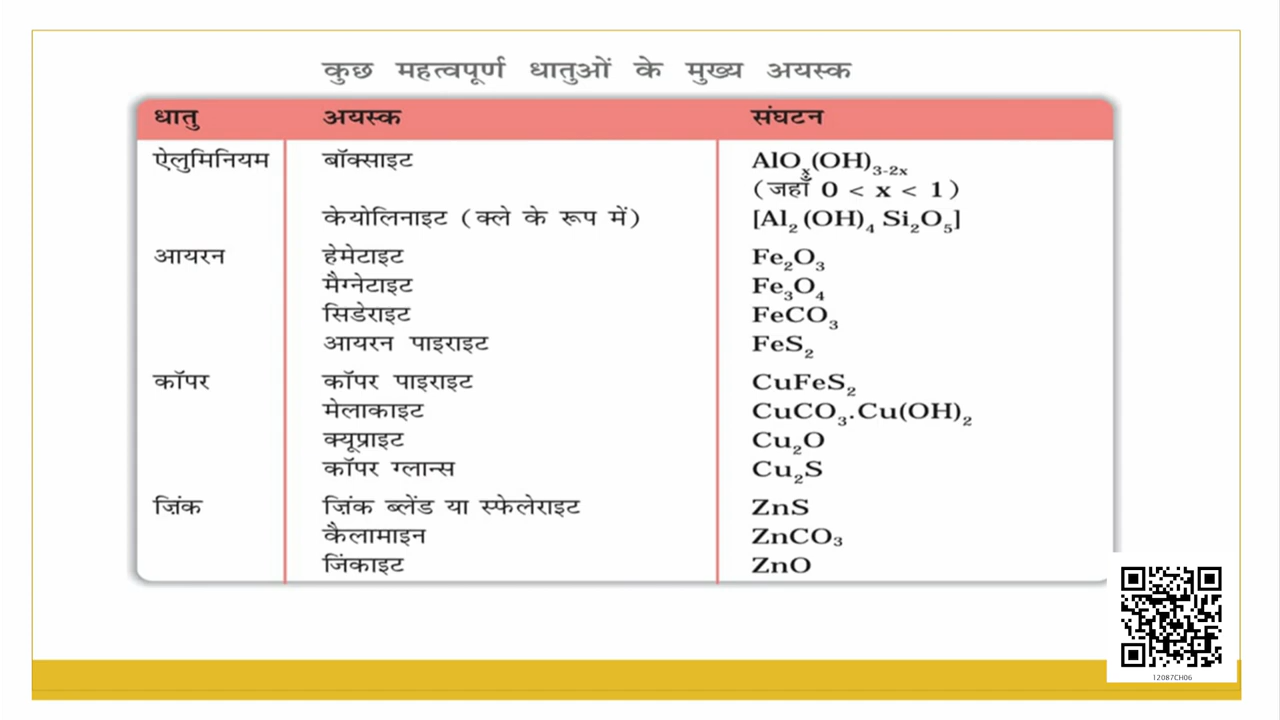 कुछ महत्वपूर्ण धातुओं के मुख्य अयस्क
धातु अयस्क संघटन
ऐलुमिनियम बॉक्साइट AlOₓ(OH)₃₋₂ₓ
(जहाँ 0 < x < 1)
केयोलिनाइट (क्ले के रूप में) [Al₂(OH)₄ Si₂O₅]
आयरन हेमेटाइट Fe₂O₃
मैग्नेटाइट Fe₃O₄
सिडेराइट FeCO₃
आयरन पाइराइट FeS₂
कॉपर कॉपर पाइराइट CuFeS₂
मेलाकाइट CuCO₃.Cu(OH)₂
क्यूप्राइट Cu₂O
कॉपर ग्लान्स Cu₂S
ज़िंक ज़िंक ब्लेंड या स्फेलेराइट ZnS
कैलामाइन ZnCO₃
जिंकाइट ZnO
12087CH06